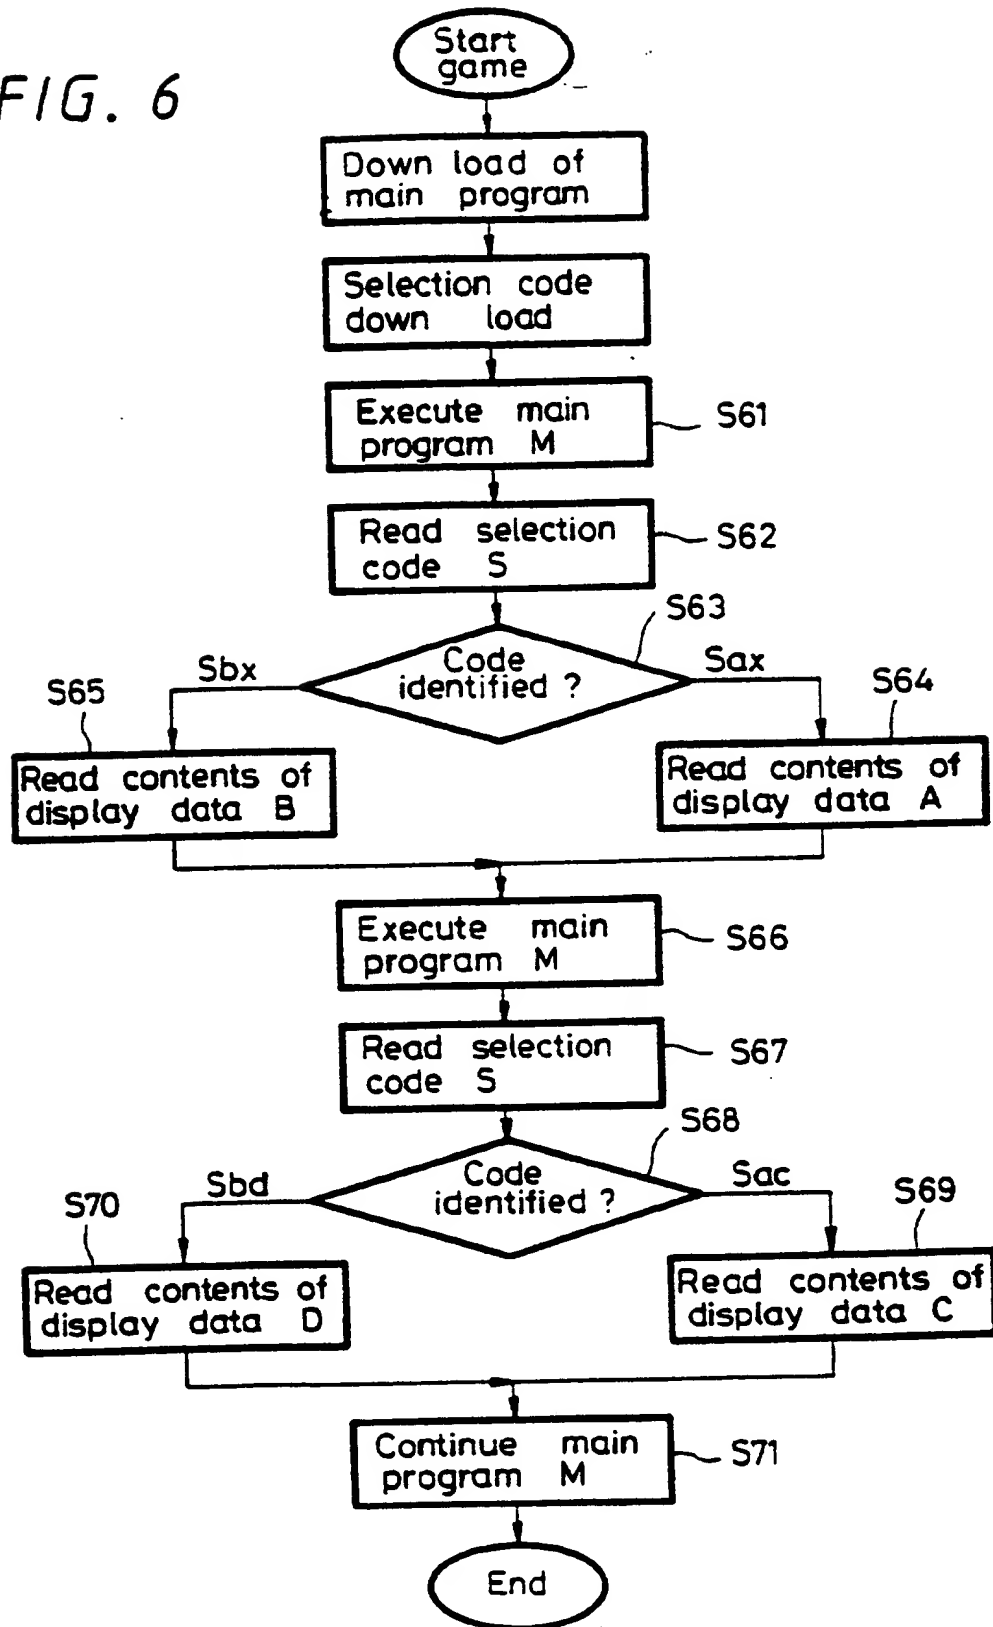 FIG. 6
Start
game
Down load of
main program
Selection code
down load
Execute main
program M
S61
Read selection
code S
S62
S63
Code
identified ?
Sbx
Sax
S65
S64
Read contents of
display data B
Read contents of
display data A
Execute main
program M
S66
Read selection
code S
S67
S68
Code
identified ?
Sbd
Sac
S70
S69
Read contents of
display data D
Read contents of
display data C
Continue main
program M
S71
End